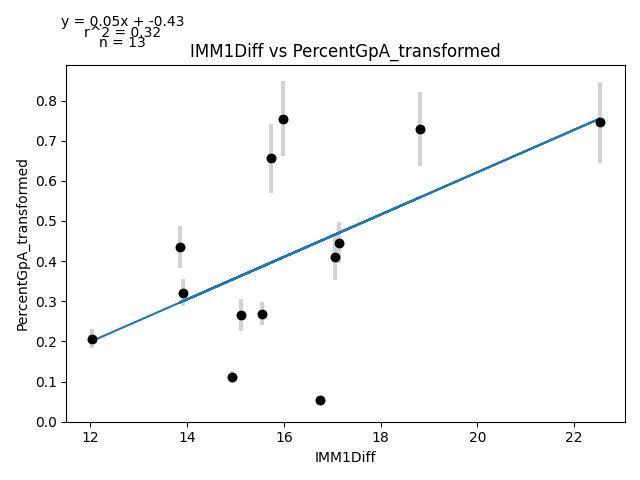 y = 0.05x + -0.43
r^2 = 0.32
n = 13
IMM1Diff vs PercentGpA_transformed
PercentGpA_transformed
0.8
0.7
0.6
0.5
0.4
0.3
0.2
0.1
0.0
12 14 16 18 20 22
IMM1Diff